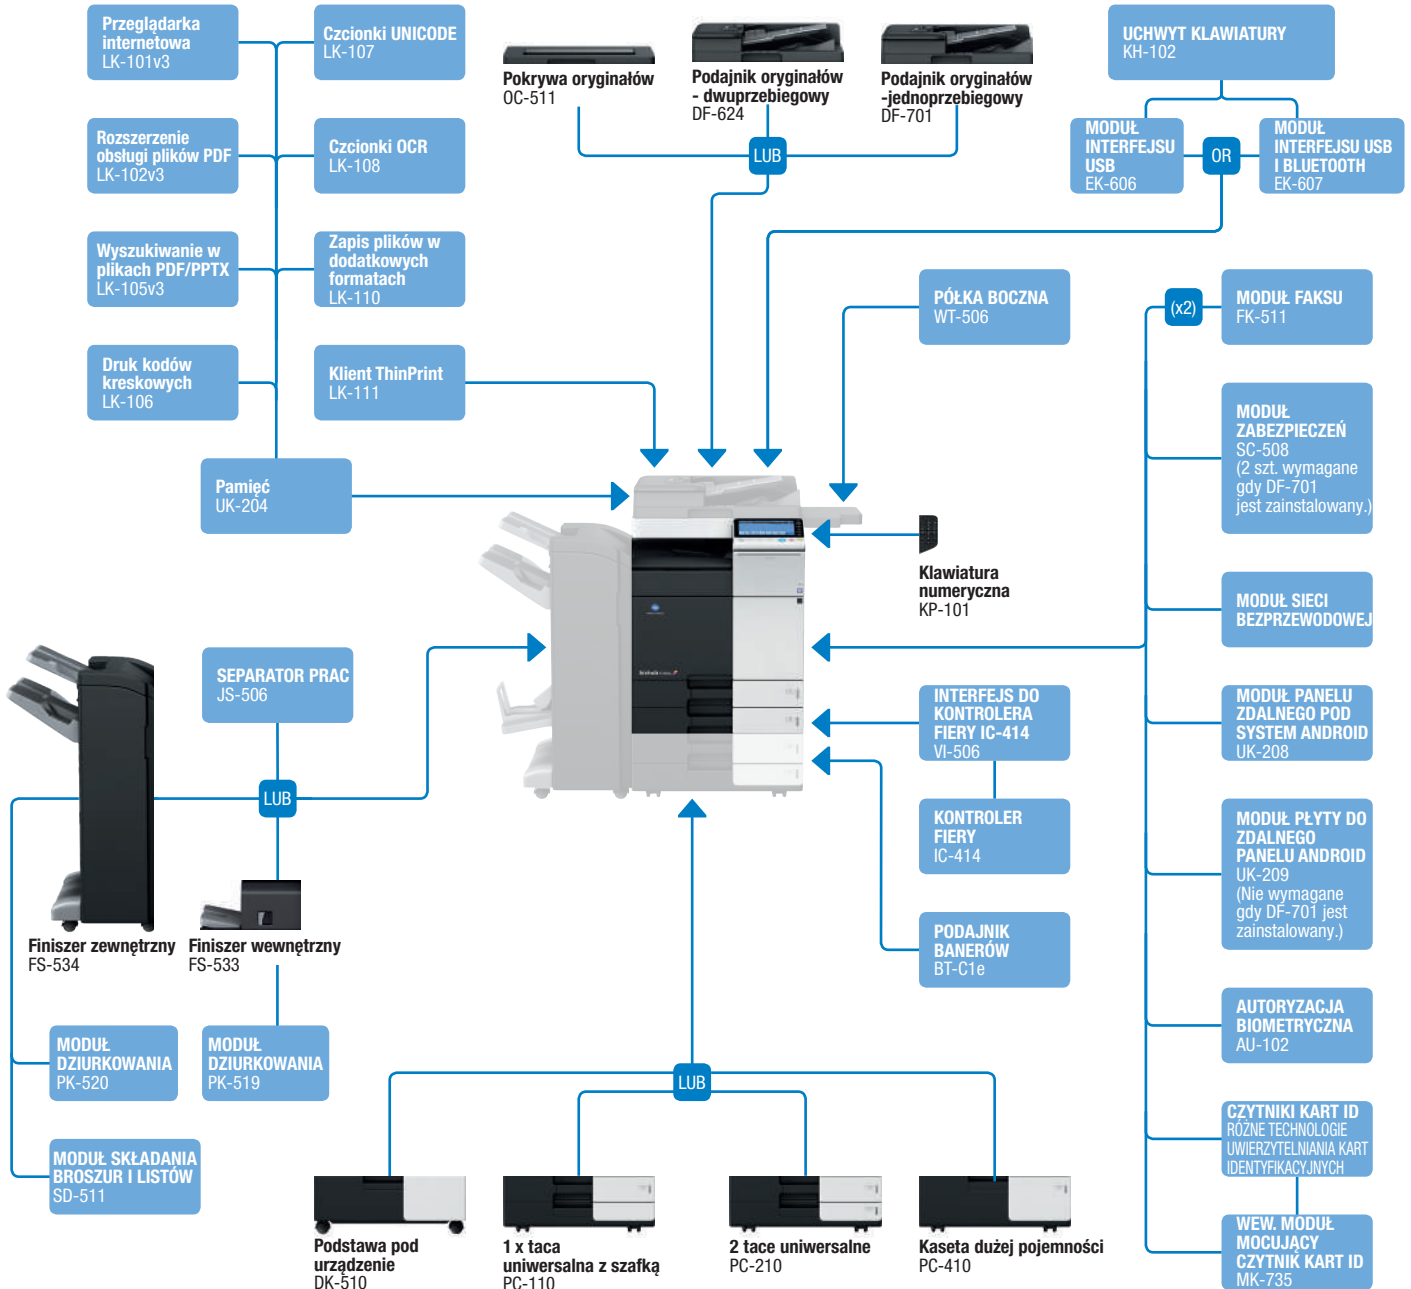 Przeglądarka
internetowa
LK-101v3
Czcionki UNICODE
LK-107
Rozszerzenie
obsługi plików PDF
LK-102v3
Czcionki OCR
LK-108
Wyszukiwanie w
plikach PDF/PPTX
LK-105v3
Zapis plików w
dodatkowych
formatach
LK-110
Druk kodów
kreskowych
LK-106
Klient ThinPrint
LK-111
Pamięć
UK-204
Pokrywa oryginałów
OC-511
Podajnik oryginałów
- dwuprzebiegowy
DF-624
Podajnik oryginałów
-jednoprzebiegowy
DF-701
LUB
UCHWYT KLAWIATURY
KH-102
MODUŁ
INTERFEJSU
USB
EK-606
OR
MODUŁ
INTERFEJSU USB
I BLUETOOTH
EK-607
PÓŁKA BOCZNA
WT-506
(x2)
MODUŁ FAKSU
FK-511
MODUŁ
ZABEZPIECZEŃ
SC-508
(2 szt. wymagane
gdy DF-701
jest zainstalowany.)
Klawiatura
numeryczna
KP-101
MODUŁ SIECI
BEZPRZEWODOWEJ
SEPARATOR PRAC
JS-506
LUB
INTERFEJS DO
KONTROLERA
FIERY IC-414
VI-506
KONTROLER
FIERY
IC-414
MODUŁ PANELU
ZDALNEGO POD
SYSTEM ANDROID
UK-208
MODUŁ PŁYTY DO
ZDALNEGO
PANELU ANDROID
UK-209
(Nie wymagane
gdy DF-701 jest
zainstalowany.)
Finiszer zewnętrzny
FS-534
Finiszer wewnętrzny
FS-533
PODAJNIK
BANERÓW
BT-C1e
AUTORYZACJA
BIOMETRYCZNA
AU-102
MODUŁ
DZIURKOWANIA
PK-520
MODUŁ
DZIURKOWANIA
PK-519
LUB
CZYTNIKI KART ID
RÓŻNE TECHNOLOGIE
UWIERZYTELNIANIA KART
IDENTYFIKACYJNYCH
MODUŁ SKŁADANIA
BROSZUR I LISTÓW
SD-511
WEW. MODUŁ
MOCUJĄCY
CZYTNIK KART ID
MK-735
Podstawa pod
urządzenie
DK-510
1 x taca
uniwersalna z szafką
PC-110
2 tace uniwersalne
PC-210
Kaseta dużej pojemności
PC-410